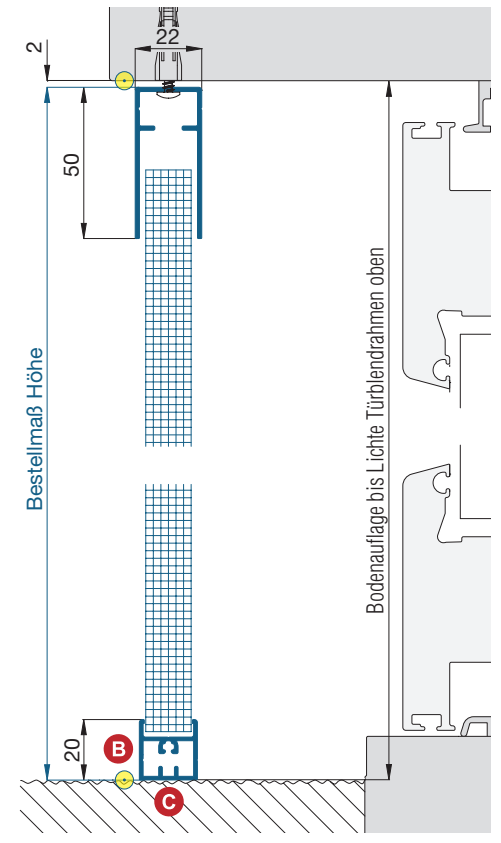 22
2
50
Bestellmaß Höhe
Bodenauflage bis Lichte Türblendrahmen oben
20
B
C